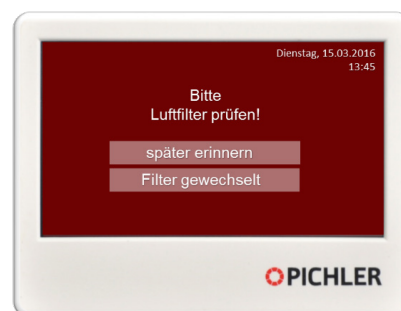 Dienstag, 15.03.2016
13:45
Bitte
Luftfilter prüfen!
später erinnern
Filter gewechselt
PICHLER